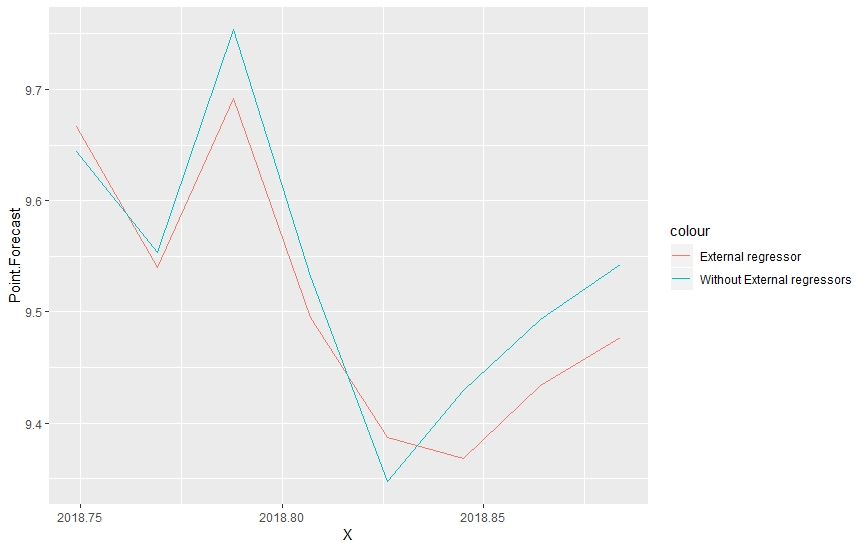 Point.Forecast
9.7
9.6
9.5
9.4
2018.75
2018.80
2018.85
X
colour
External regressor
Without External regressors